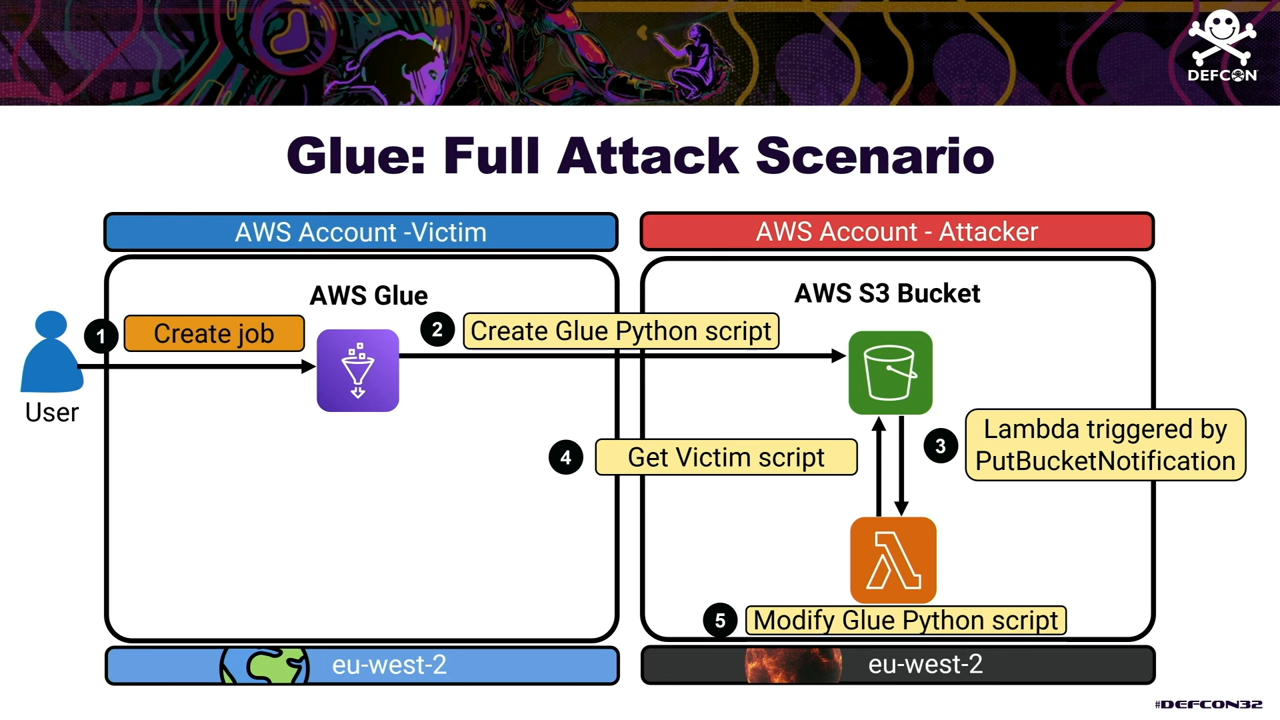 DEFCON
Glue: Full Attack Scenario
AWS Account -Victim
AWS Account - Attacker
AWS Glue
AWS S3 Bucket
1
Create job
2
Create Glue Python script
User
3
Lambda triggered by
PutBucketNotification
4
Get Victim script
5
Modify Glue Python script
eu-west-2
eu-west-2
#DEFCON32